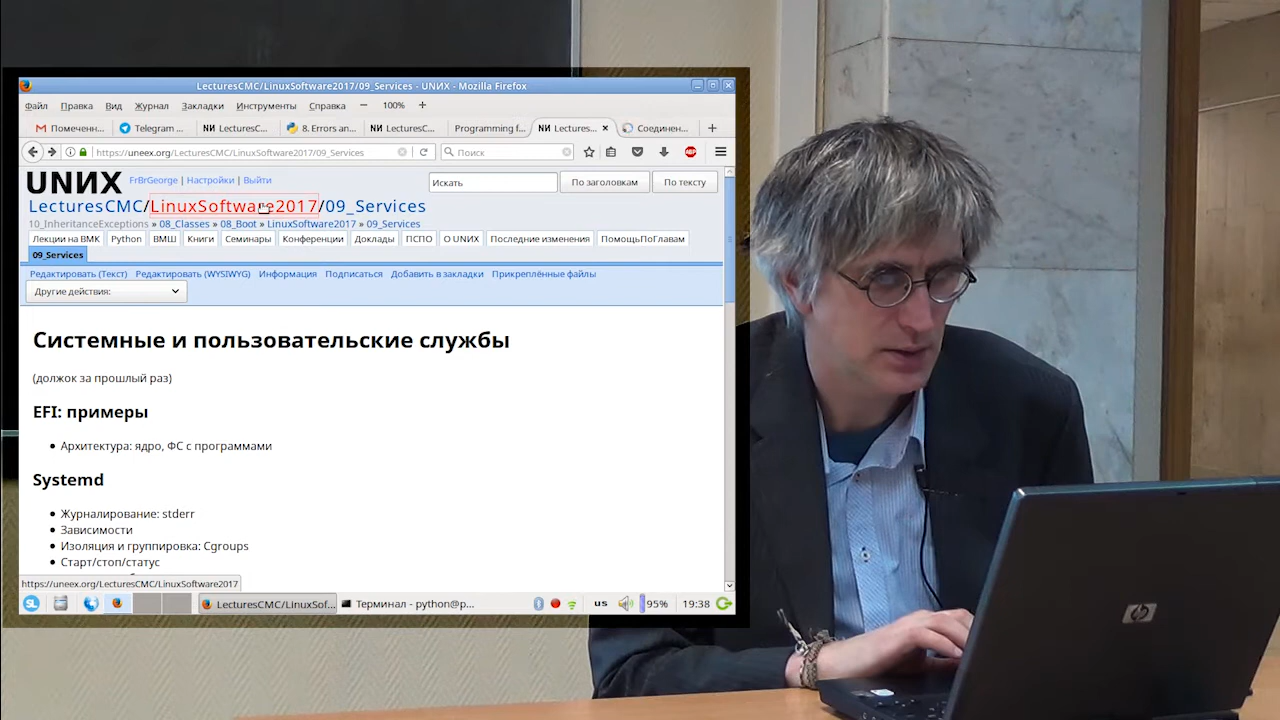 LecturesCMC/LinuxSoftware2017/09_Services - UNИX - Mozilla Firefox
Файл Правка Вид Журнал Закладки Инструменты Справка − 100% +
Помеченн... Telegram ... LecturesC... 8. Errors an... LecturesC... Programming f... Lectures... Соединен...
https://uneex.org/LecturesCMC/LinuxSoftware2017/09_Services Поиск ABP
UNИX FrBrGeorge | Настройки | Выйти Искать По заголовкам По тексту
LecturesCMC/LinuxSoftware2017/09_Services
10_InheritanceExceptions » 08_Classes » 08_Boot » LinuxSoftware2017 » 09_Services
Лекции на ВМК Python ВМШ Книги Семинары Конференции Доклады ПСПО О UNИX Последние изменения ПомощьПоГлавам
09_Services
Редактировать (Текст) Редактировать (WYSIWYG) Информация Подписаться Добавить в закладки Прикреплённые файлы
Другие действия:
Системные и пользовательские службы
(должок за прошлый раз)
EFI: примеры
Архитектура: ядро, ФС с программами
Systemd
Журналирование: stderr
Зависимости
Изоляция и группировка: Cgroups
Старт/стоп/статус
https://uneex.org/LecturesCMC/LinuxSoftware2017
LecturesCMC/LinuxSof... Терминал - python@p... us 95% 19:38
hp